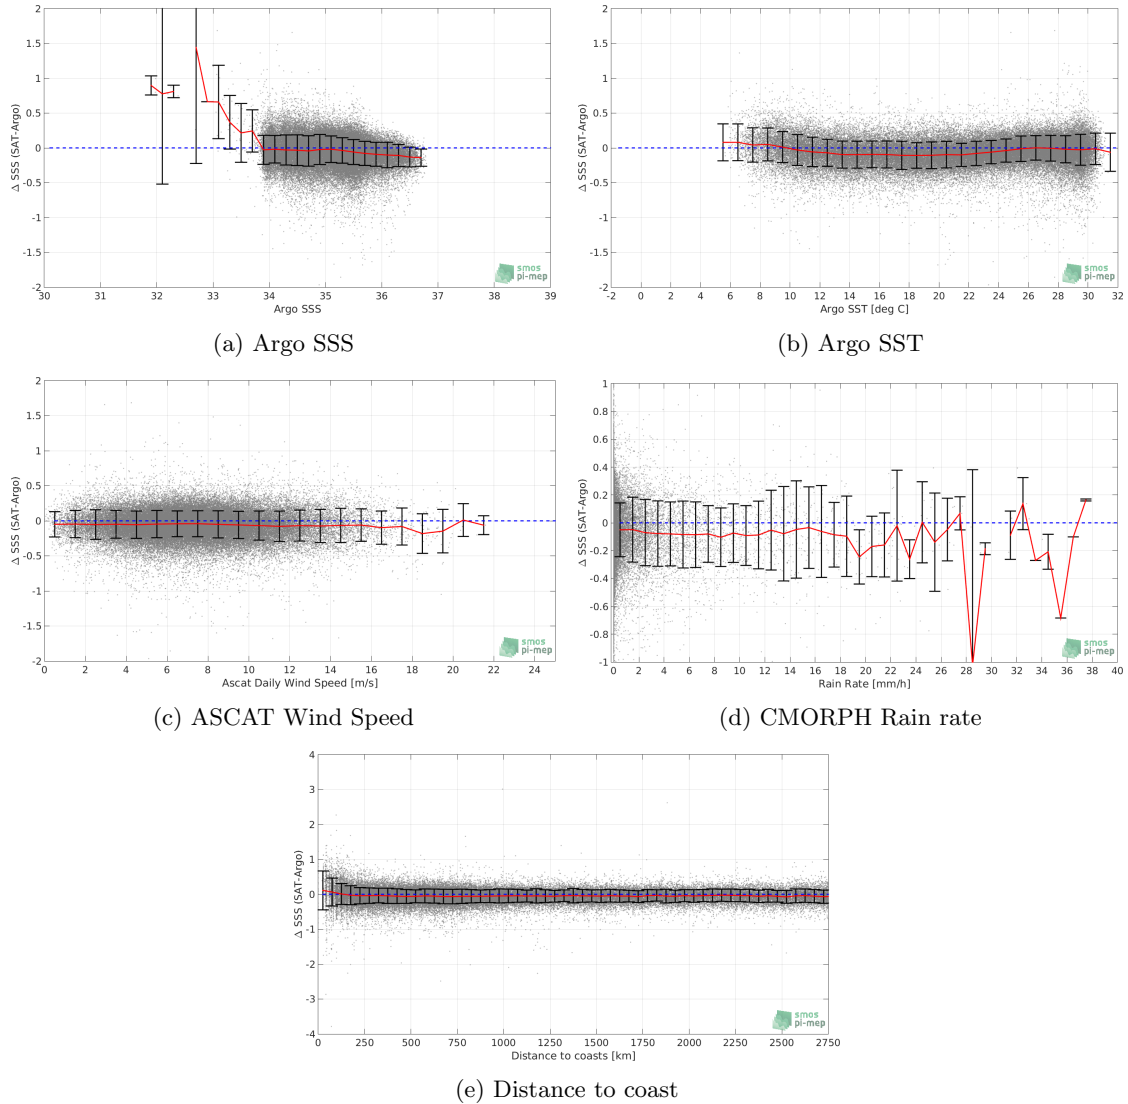 2
1.5
1
0.5
0
-0.5
-1
-1.5
-2
Δ SSS (SAT-Argo)
30 31 32 33 34 35 36 37 38 39
Argo SSS
smos
pi-mep
(a) Argo SSS
2
1.5
1
0.5
0
-0.5
-1
-1.5
-2
Δ SSS (SAT-Argo)
-2 0 2 4 6 8 10 12 14 16 18 20 22 24 26 28 30 32
Argo SST [deg C]
smos
pi-mep
(b) Argo SST
2
1.5
1
0.5
0
-0.5
-1
-1.5
-2
Δ SSS (SAT-Argo)
0 2 4 6 8 10 12 14 16 18 20 22 24
Ascat Daily Wind Speed [m/s]
smos
pi-mep
(c) ASCAT Wind Speed
1
0.8
0.6
0.4
0.2
0
-0.2
-0.4
-0.6
-0.8
-1
Δ SSS (SAT-Argo)
0 2 4 6 8 10 12 14 16 18 20 22 24 26 28 30 32 34 36 38 40
Rain Rate [mm/h]
smos
pi-mep
(d) CMORPH Rain rate
4
3
2
1
0
-1
-2
-3
-4
Δ SSS (SAT-Argo)
0 250 500 750 1000 1250 1500 1750 2000 2250 2500 2750
Distance to coasts [km]
smos
pi-mep
(e) Distance to coast